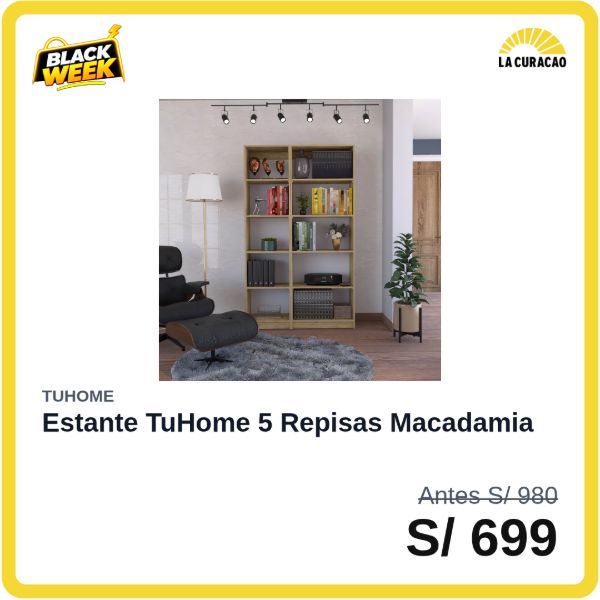 BLACK
WEEK
LA CURACAO
TUHOME
Estante TuHome 5 Repisas Macadamia
Antes S/ 980
S/ 699